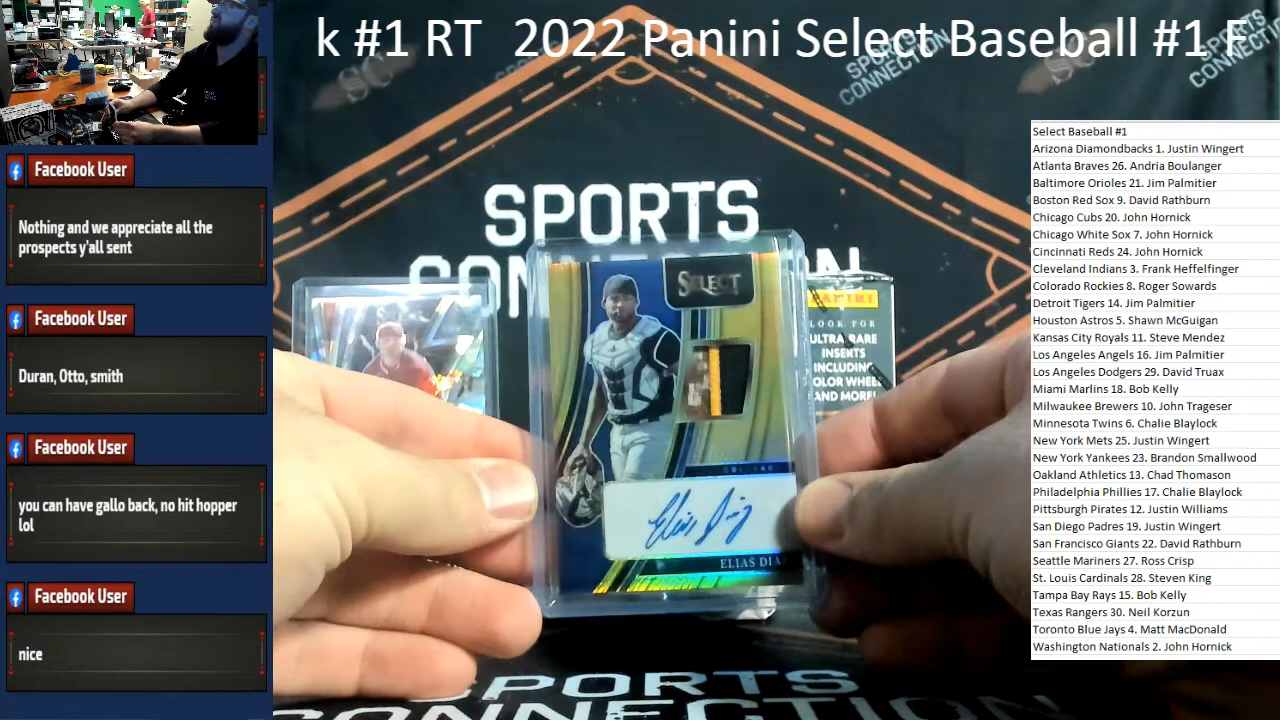 k #1 RT 2022 Panini Select Baseball #1 F
Facebook User
Nothing and we appreciate all the
prospects y'all sent
Facebook User
Duran, Otto, smith
Facebook User
you can have gallo back, no hit hopper
lol
Facebook User
nice
SPORTS
CONNECTION
SPORTS
CONNECTION
SPORTS
CONNECTION
SC
SC
SELECT
COLORADO
Elias Diaz
ELIAS DIA
PANINI
LOOK FOR
ULTRA RARE
INSERTS
INCLUDING
COLOR WHEEL
AND MORE!
SPORTS
CONNECTION
Select Baseball #1
Arizona Diamondbacks 1. Justin Wingert
Atlanta Braves 26. Andria Boulanger
Baltimore Orioles 21. Jim Palmitier
Boston Red Sox 9. David Rathburn
Chicago Cubs 20. John Hornick
Chicago White Sox 7. John Hornick
Cincinnati Reds 24. John Hornick
Cleveland Indians 3. Frank Heffelfinger
Colorado Rockies 8. Roger Sowards
Detroit Tigers 14. Jim Palmitier
Houston Astros 5. Shawn McGuigan
Kansas City Royals 11. Steve Mendez
Los Angeles Angels 16. Jim Palmitier
Los Angeles Dodgers 29. David Truax
Miami Marlins 18. Bob Kelly
Milwaukee Brewers 10. John Trageser
Minnesota Twins 6. Chalie Blaylock
New York Mets 25. Justin Wingert
New York Yankees 23. Brandon Smallwood
Oakland Athletics 13. Chad Thomason
Philadelphia Phillies 17. Chalie Blaylock
Pittsburgh Pirates 12. Justin Williams
San Diego Padres 19. Justin Wingert
San Francisco Giants 22. David Rathburn
Seattle Mariners 27. Ross Crisp
St. Louis Cardinals 28. Steven King
Tampa Bay Rays 15. Bob Kelly
Texas Rangers 30. Neil Korzun
Toronto Blue Jays 4. Matt MacDonald
Washington Nationals 2. John Hornick